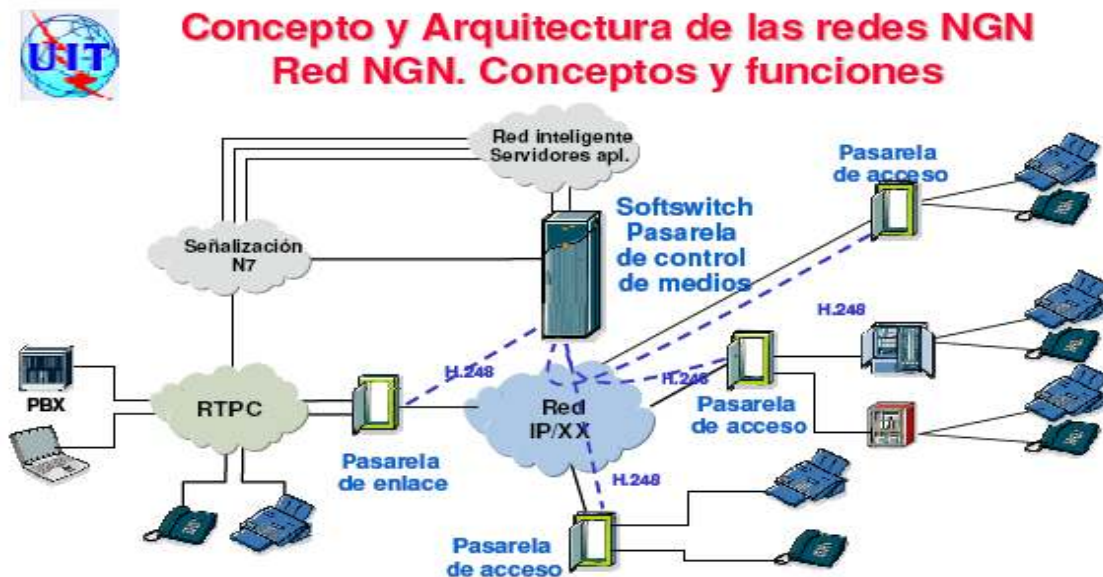 UIT
Concepto y Arquitectura de las redes NGN
Red NGN. Conceptos y funciones
Red inteligente
Servidores apl.
Pasarela
de acceso
Softswitch
Pasarela
de control
de medios
Señalización
N7
H.248
H.248
H.248
PBX
RTPC
Red
IP/XX
Pasarela
de acceso
Pasarela
de enlace
H.248
Pasarela
de acceso